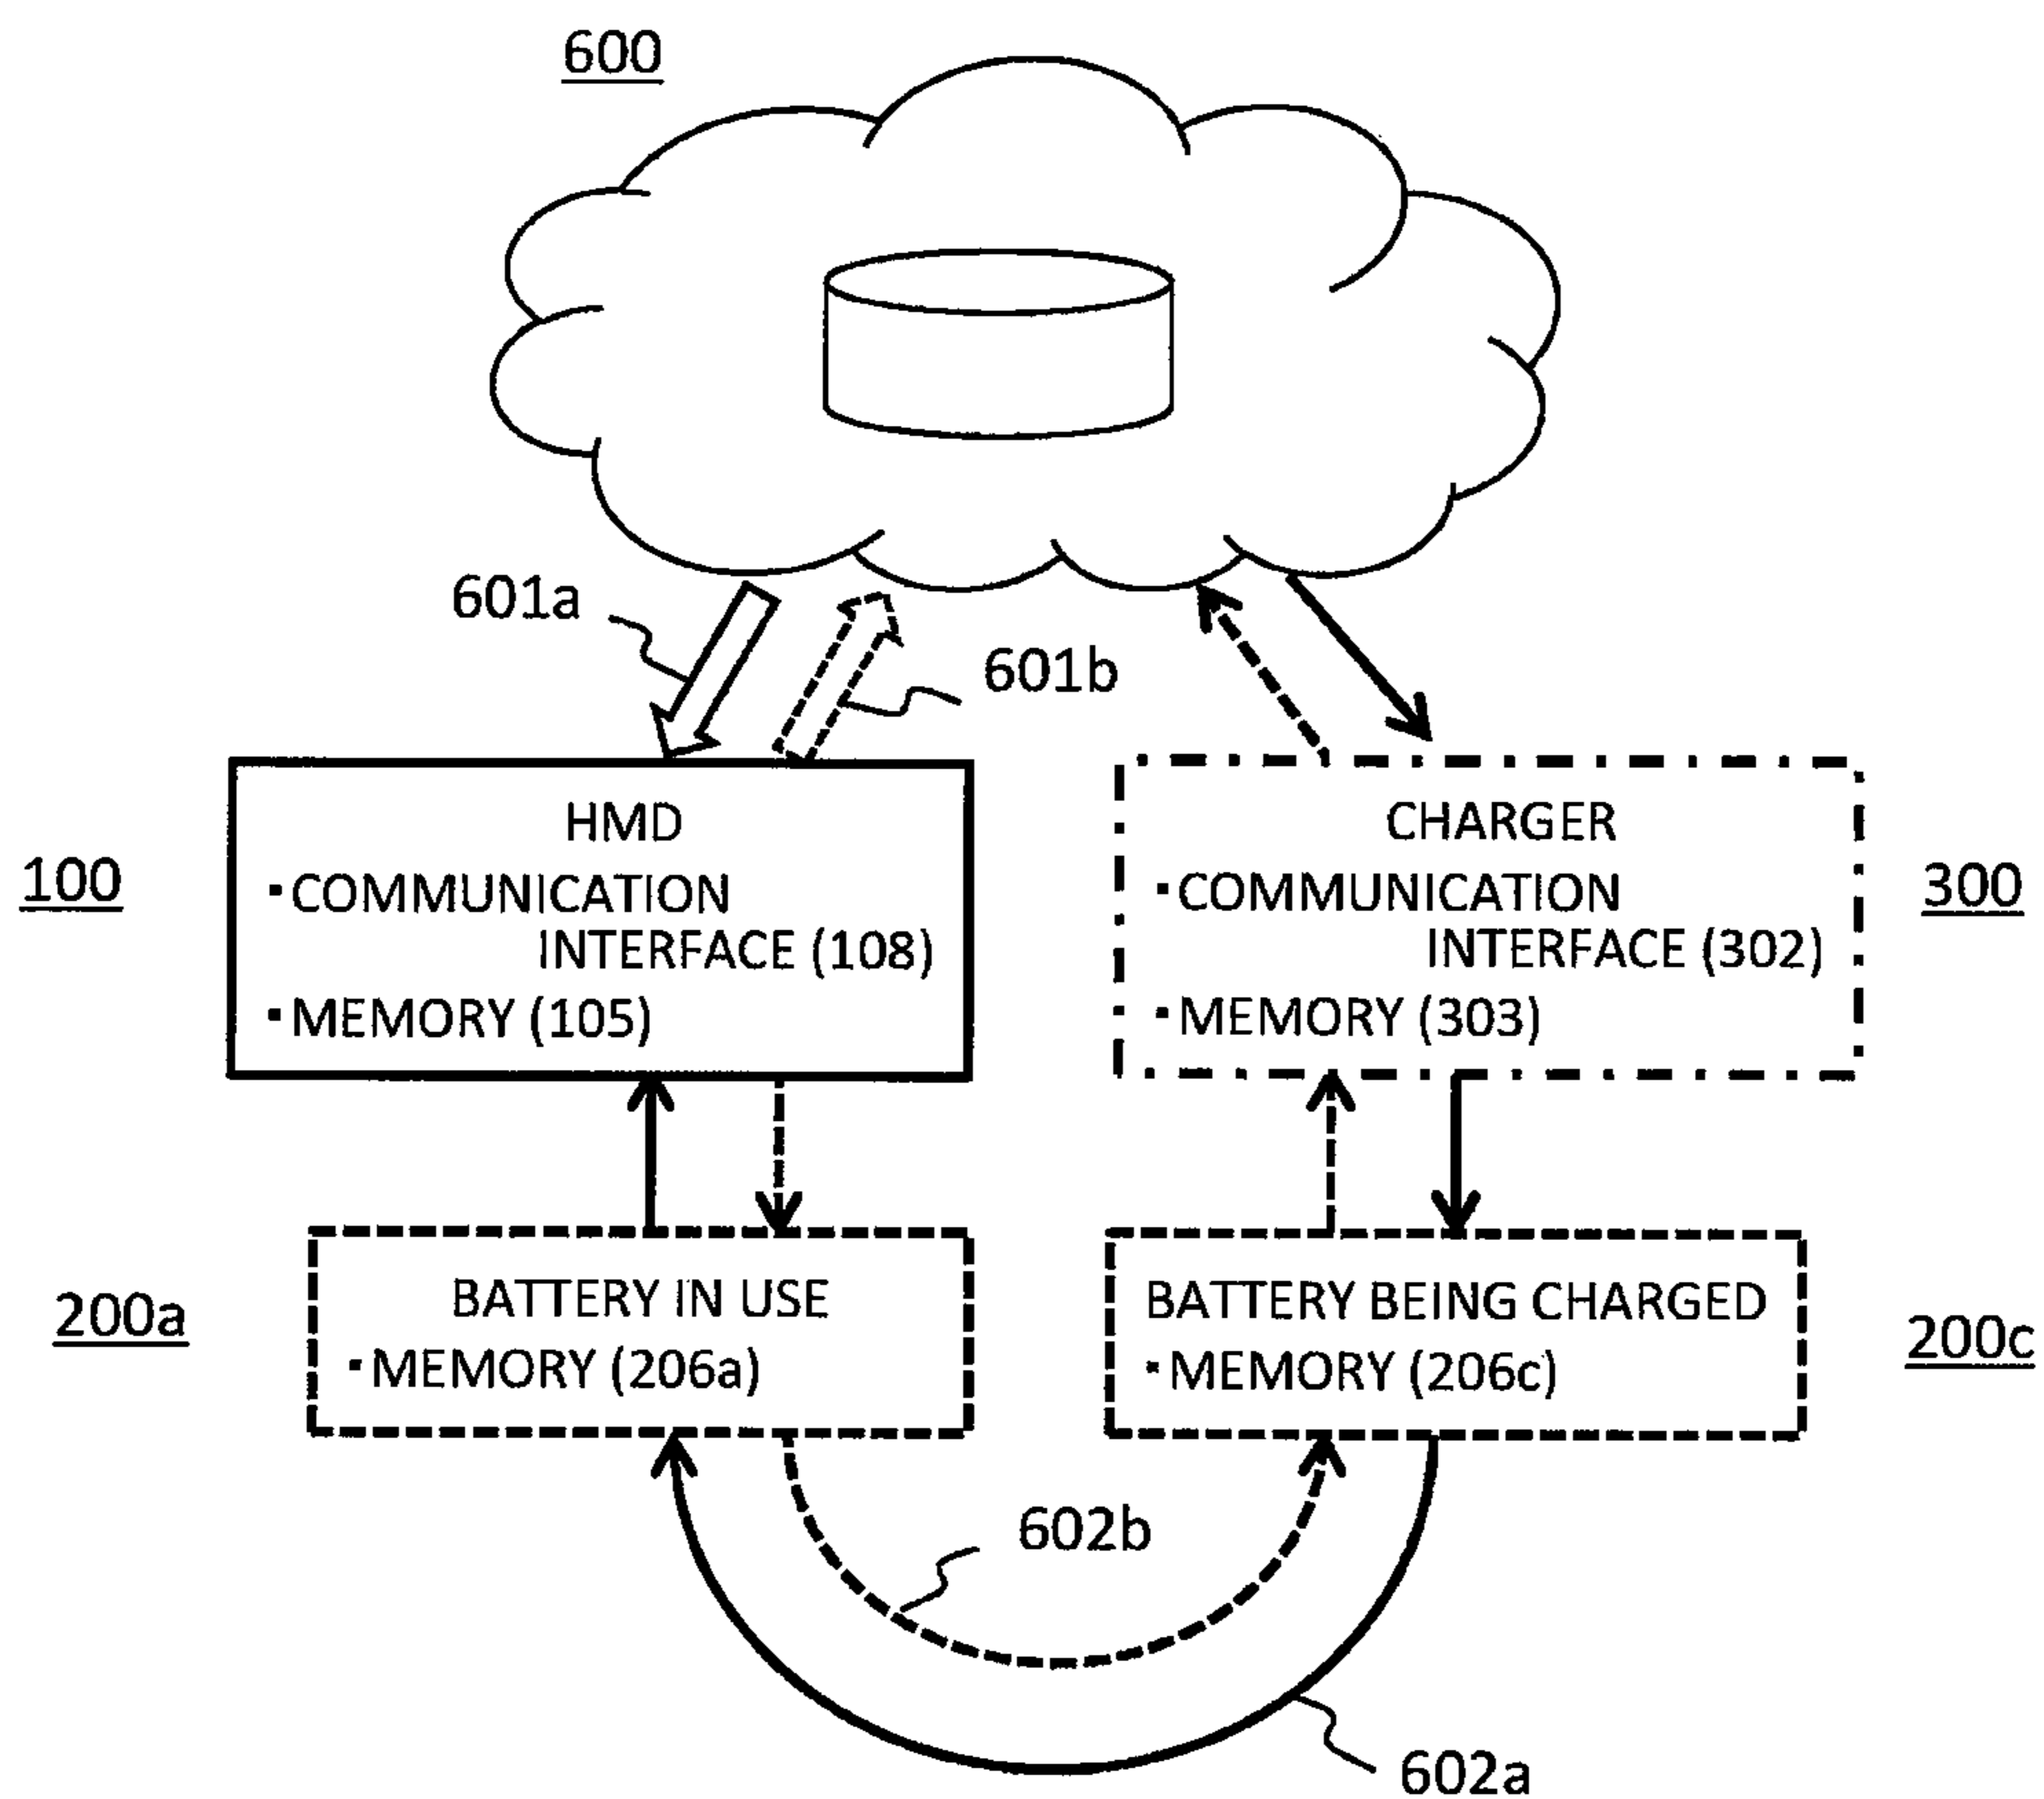 600
601a
601b
100
HMD
・COMMUNICATION
INTERFACE (108)
・MEMORY (105)
CHARGER
・COMMUNICATION
INTERFACE (302)
・MEMORY (303)
300
200a
BATTERY IN USE
・MEMORY (206a)
BATTERY BEING CHARGED
・MEMORY (206c)
200c
602b
602a